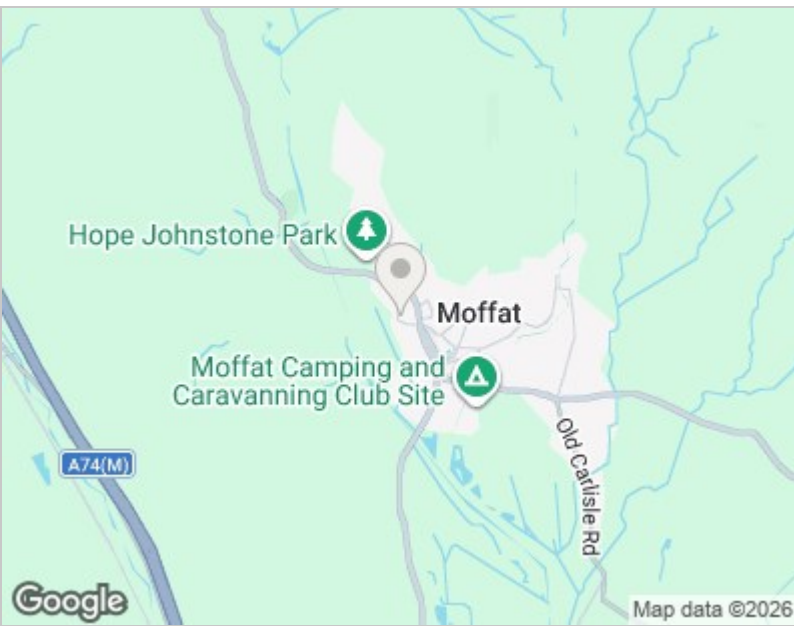 Hope Johnstone Park
Moffat
Moffat Camping and
Caravanning Club Site
A74(M)
Old Carlisle Rd
Google
Map data ©2026